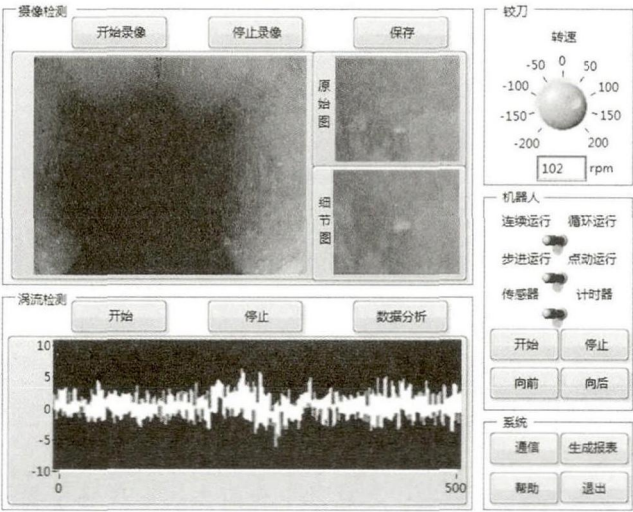 摄像检测
开始录像 停止录像 保存
原始图
细节图
涡流检测
开始 停止 数据分析
10
5
0
-5
-10
0 500
铰刀
转速
-50 0 50
-100 100
-150 150
-200 200
102 rpm
机器人
连续运行 循环运行
步进运行 点动运行
传感器 计时器
开始 停止
向前 向后
系统
通信 生成报表
帮助 退出